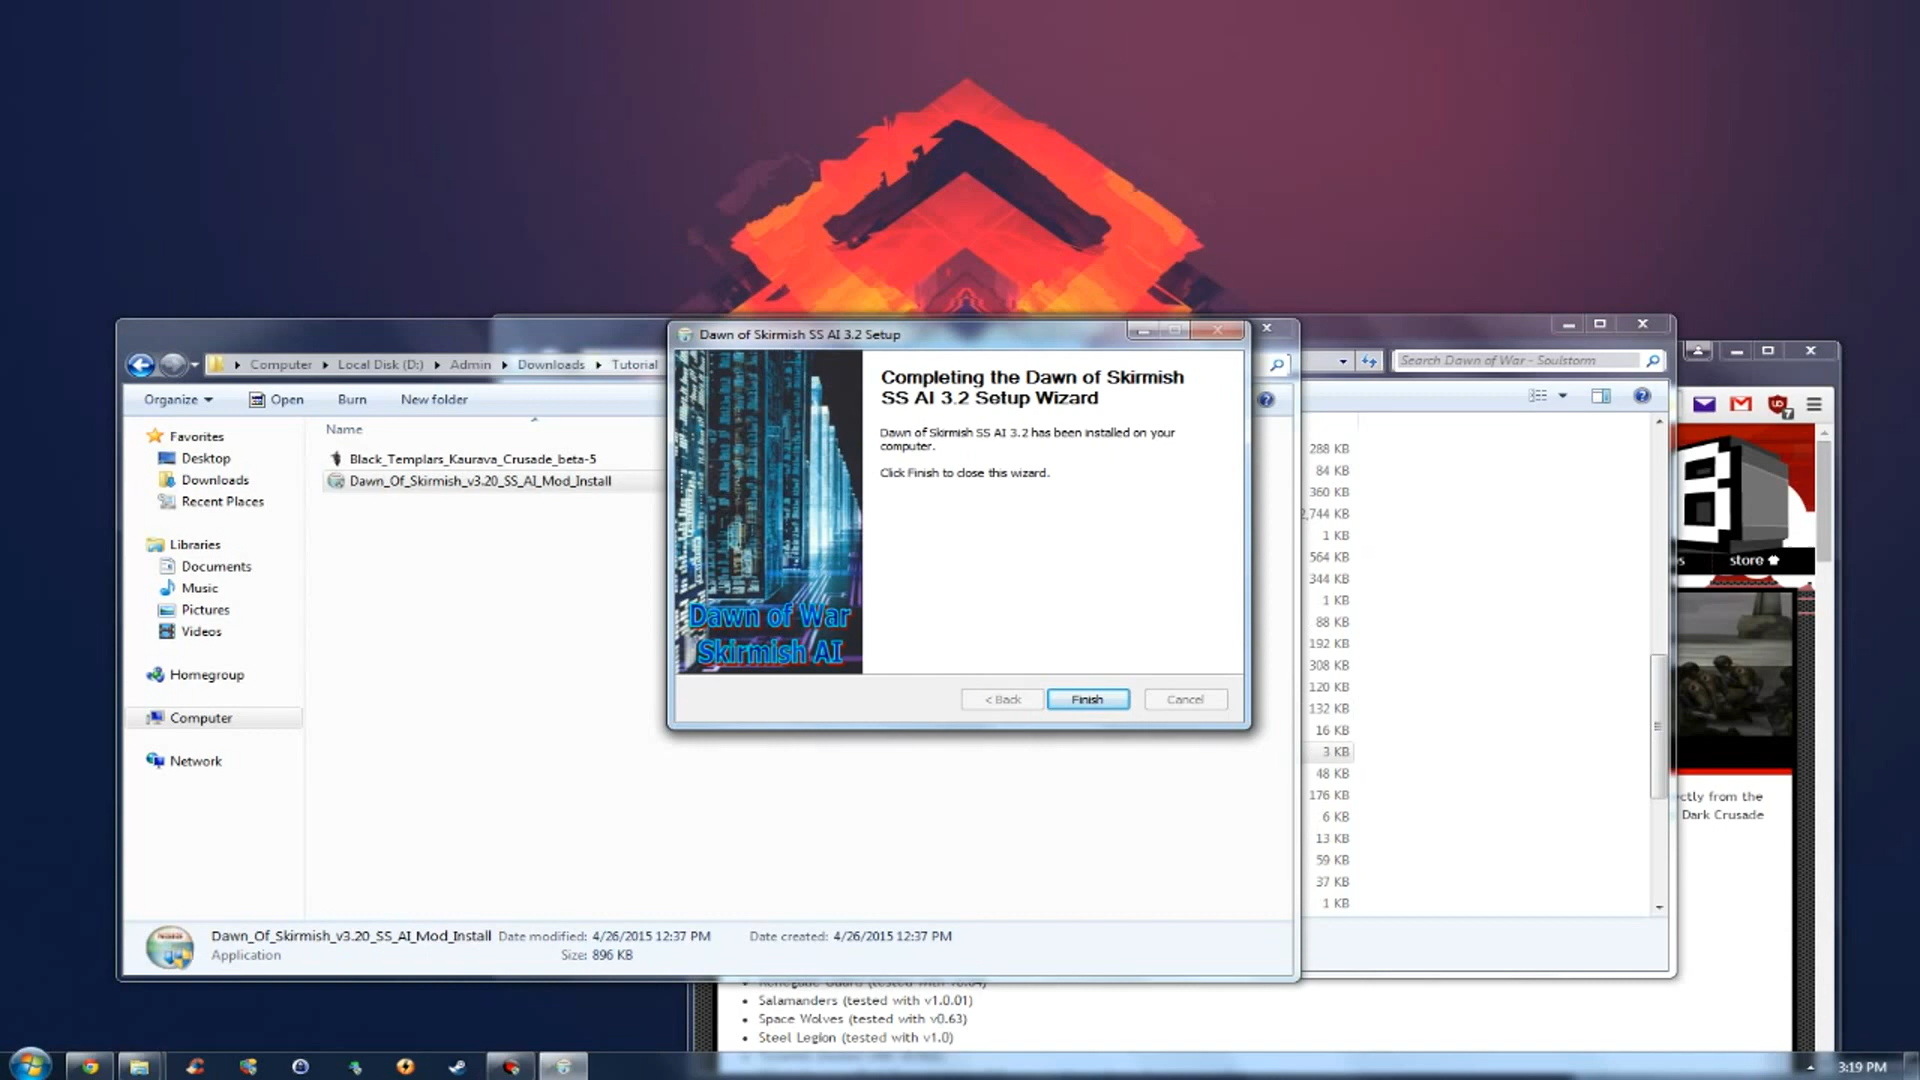 Dawn of Skirmish SS AI 3.2 Setup
Completing the Dawn of Skirmish
SS AI 3.2 Setup Wizard
Dawn of Skirmish SS AI 3.2 has been installed on your
computer.
Click Finish to close this wizard.
Dawn of War
Skirmish AI
< Back
Finish
Cancel
Computer
Local Disk (D:)
Admin
Downloads
Tutorial
Organize
Open
Burn
New folder
Name
Favorites
Desktop
Downloads
Recent Places
Libraries
Documents
Music
Pictures
Videos
Homegroup
Computer
Network
Black_Templars_Kaurava_Crusade_beta-5
Dawn_Of_Skirmish_v3.20_SS_AI_Mod_Install
Dawn_Of_Skirmish_v3.20_SS_AI_Mod_Install Date modified: 4/26/2015 12:37 PM Date created: 4/26/2015 12:37 PM
Application Size: 896 KB
Search Dawn of War - Soulstorm
288 KB
84 KB
360 KB
2,744 KB
1 KB
564 KB
344 KB
1 KB
88 KB
192 KB
308 KB
120 KB
132 KB
16 KB
3 KB
48 KB
176 KB
6 KB
13 KB
59 KB
37 KB
1 KB
7
store
ctly from the
Dark Crusade
Salamanders (tested with v1.0.01)
Space Wolves (tested with v0.63)
Steel Legion (tested with v1.0)
3:19 PM